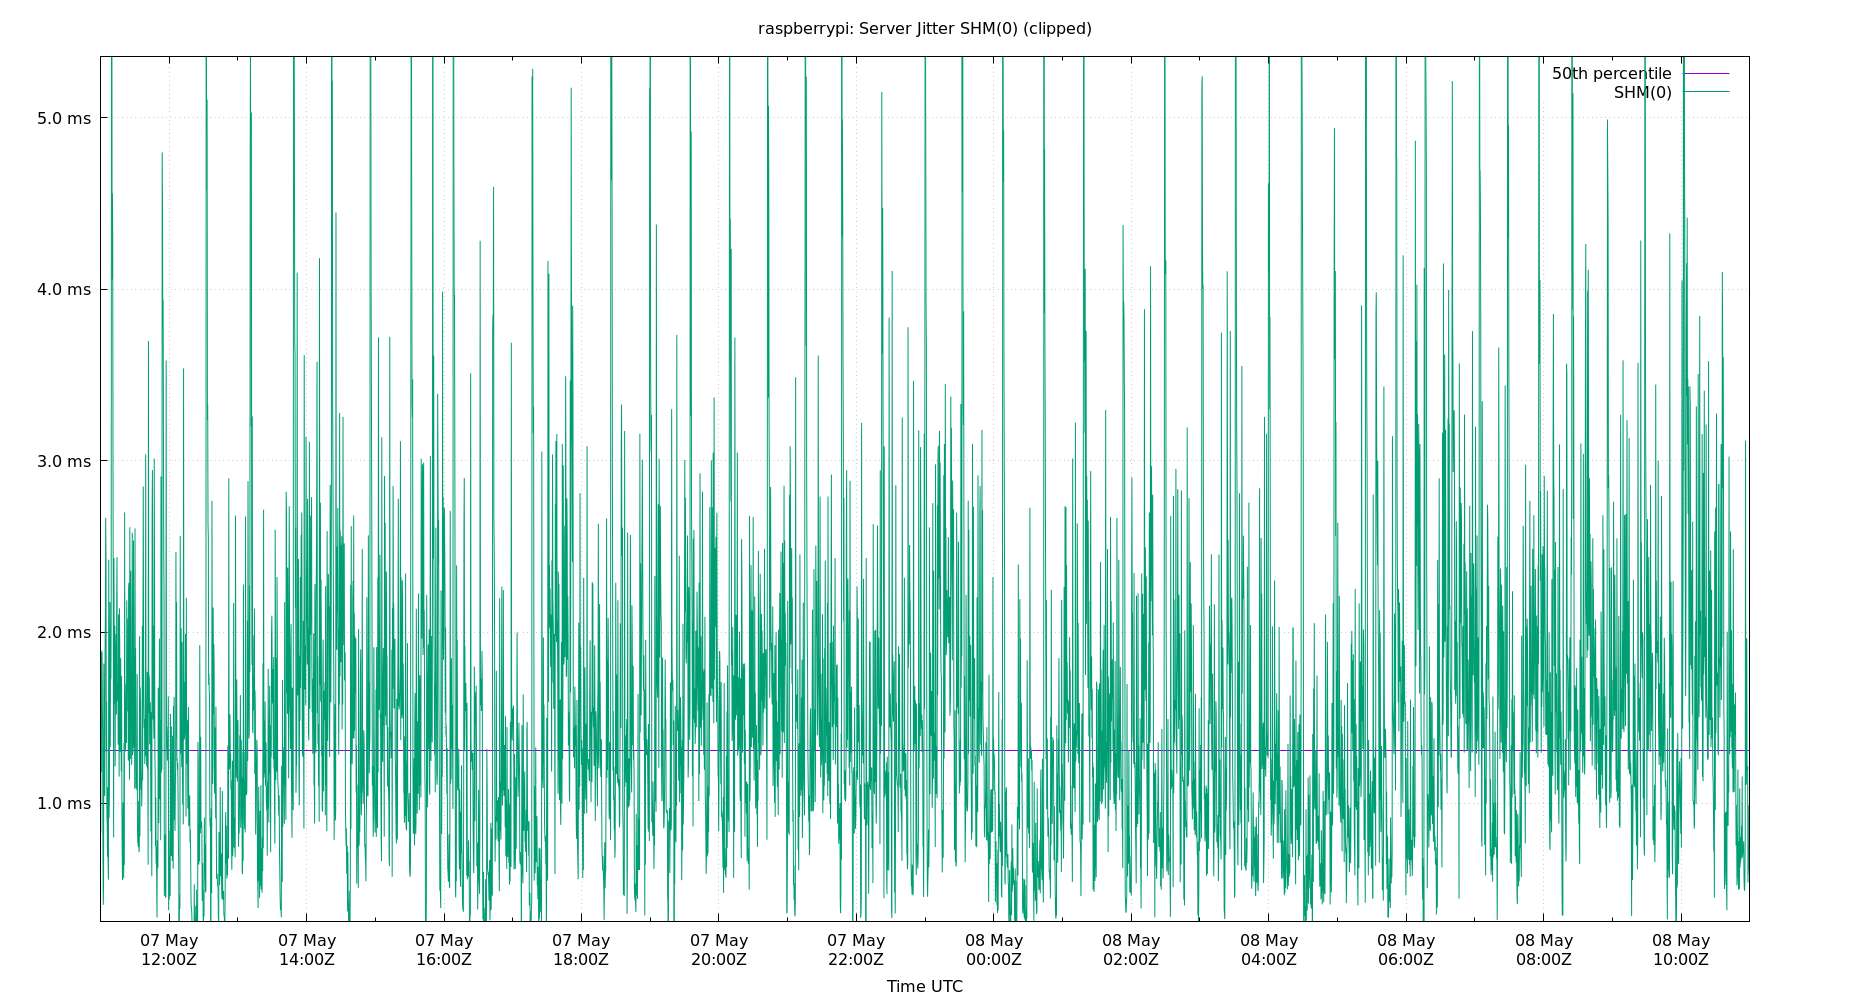 raspberrypi: Server Jitter SHM(0) (clipped)
50th percentile
SHM(0)
5.0 ms
4.0 ms
3.0 ms
2.0 ms
1.0 ms
07 May 07 May 07 May 07 May 07 May 07 May 08 May 08 May 08 May 08 May 08 May 08 May
12:00Z 14:00Z 16:00Z 18:00Z 20:00Z 22:00Z 00:00Z 02:00Z 04:00Z 06:00Z 08:00Z 10:00Z
Time UTC